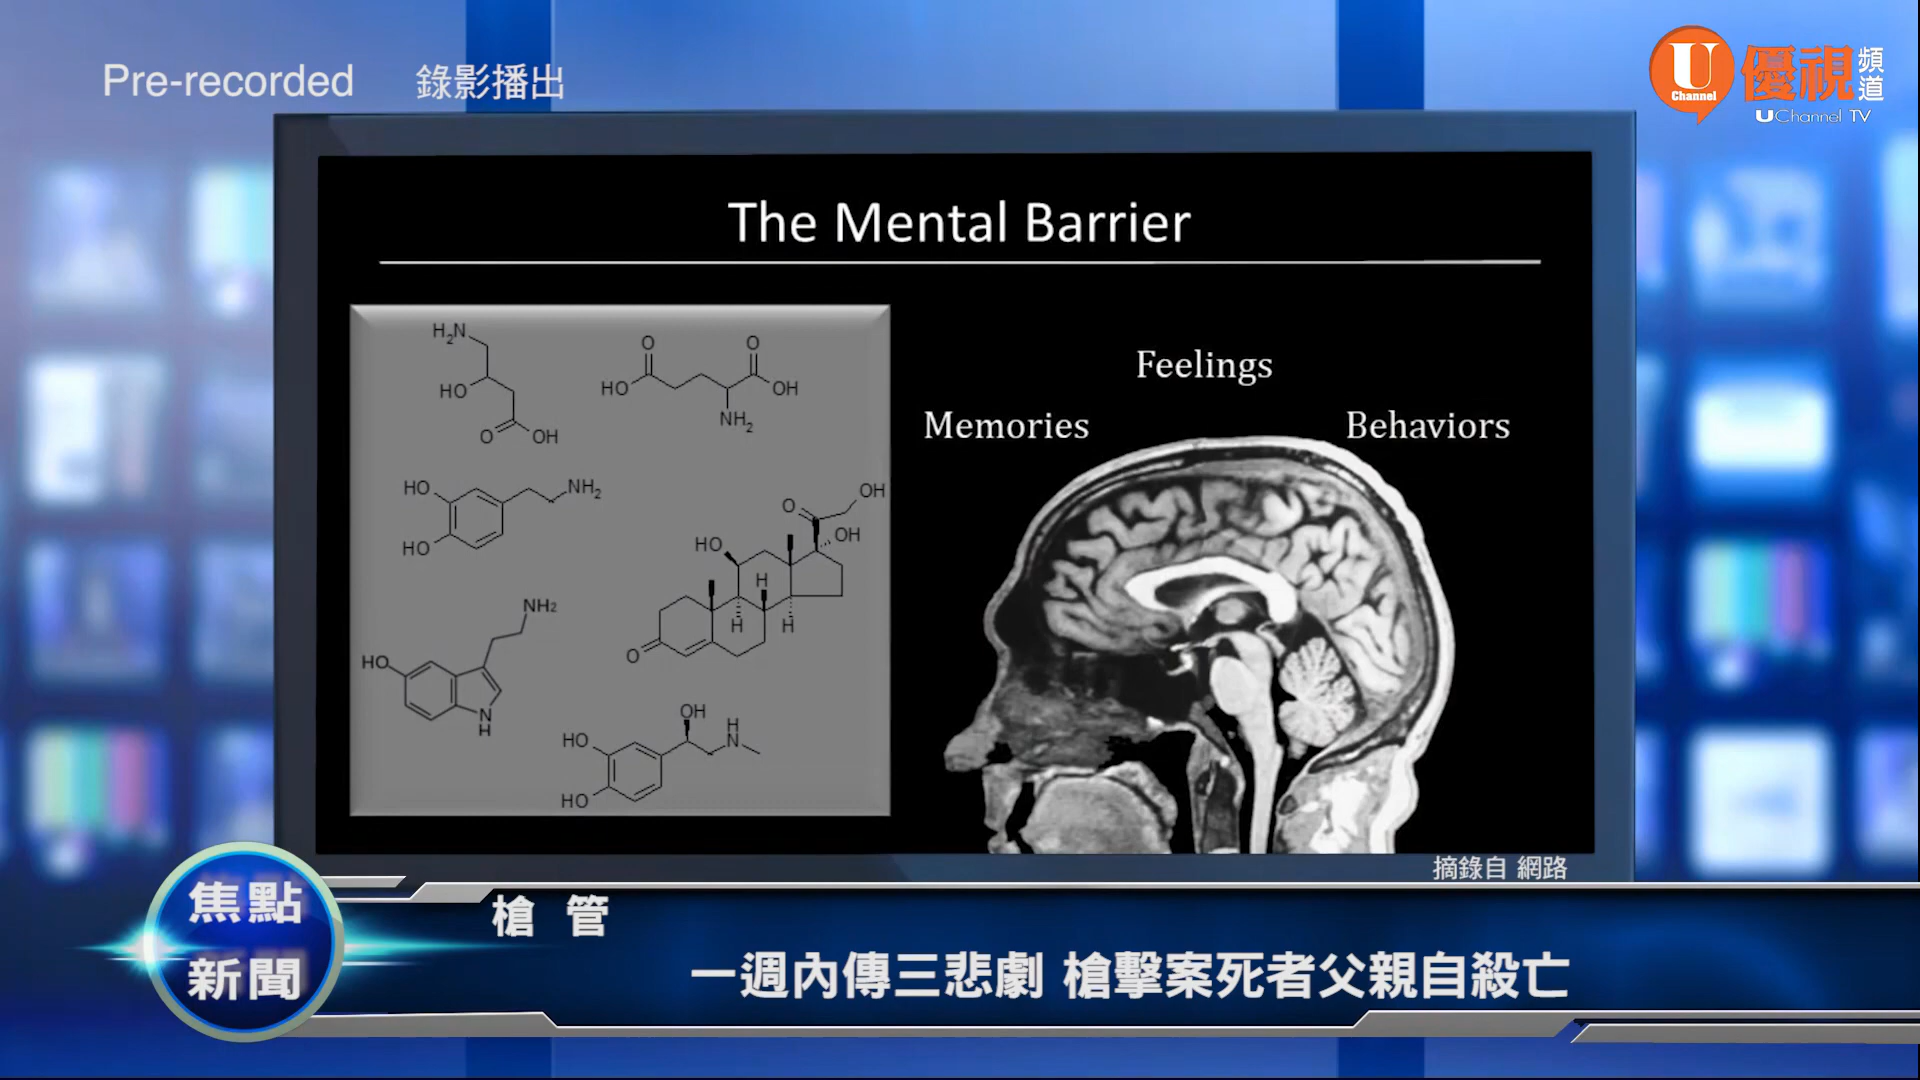 Pre-recorded 錄影播出
U
Channel
優視頻道
UChannel TV
The Mental Barrier
Feelings
Memories
Behaviors
H₂N
HO
O
OH
O
O
HO
OH
NH₂
HO
NH₂
HO
OH
O
OH
HO
H
H
H
O
NH₂
HO
N
H
OH
H
N
HO
HO
摘錄自 網路
焦點
新聞
槍 管
一週內傳三悲劇 槍擊案死者父親自殺亡